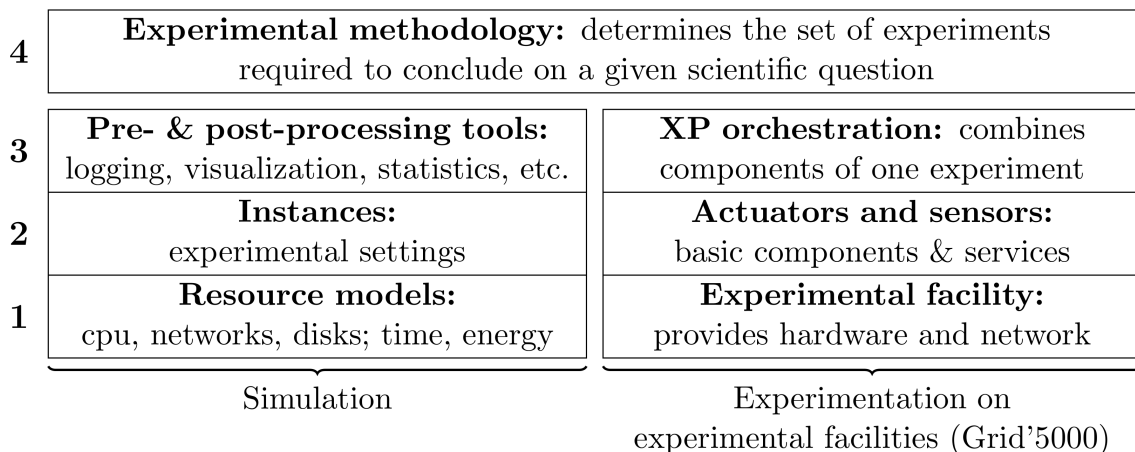 4
Experimental methodology: determines the set of experiments
required to conclude on a given scientific question
3
Pre- & post-processing tools:
logging, visualization, statistics, etc.
XP orchestration: combines
components of one experiment
2
Instances:
experimental settings
Actuators and sensors:
basic components & services
1
Resource models:
cpu, networks, disks; time, energy
Experimental facility:
provides hardware and network
Simulation
Experimentation on
experimental facilities (Grid'5000)